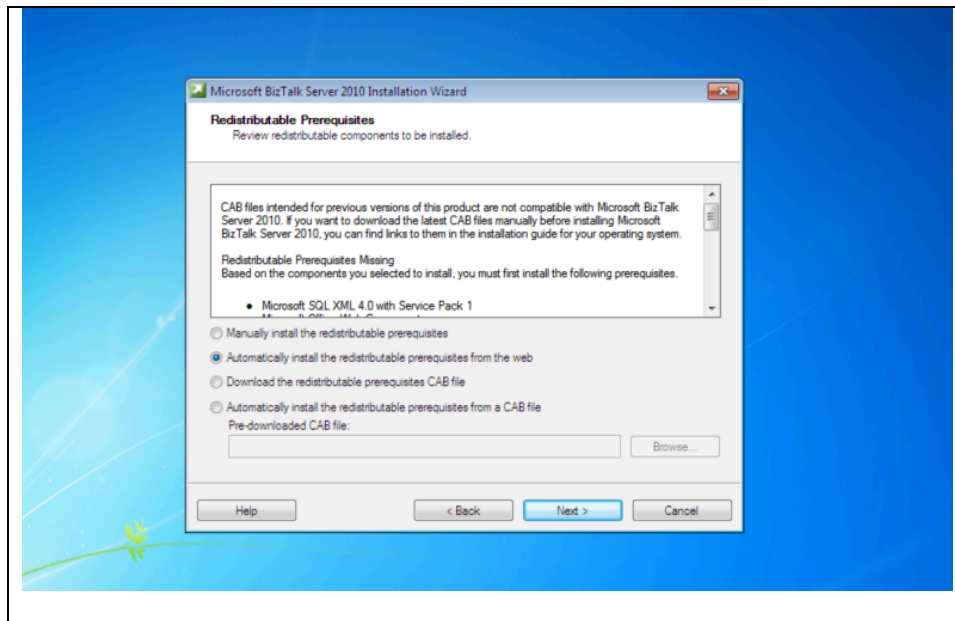 Microsoft BizTalk Server 2010 Installation Wizard
Redistributable Prerequisites
Review redistributable components to be installed.
CAB files intended for previous versions of this product are not compatible with Microsoft BizTalk
Server 2010. If you want to download the latest CAB files manually before installing Microsoft
BizTalk Server 2010, you can find links to them in the installation guide for your operating system.
Redistributable Prerequisites Missing
Based on the components you selected to install, you must first install the following prerequisites.
• Microsoft SQL XML 4.0 with Service Pack 1
Manually install the redistributable prerequisites
Automatically install the redistributable prerequisites from the web
Download the redistributable prerequisites CAB file
Automatically install the redistributable prerequisites from a CAB file
Pre-downloaded CAB file:
Browse...
Help
< Back
Next >
Cancel